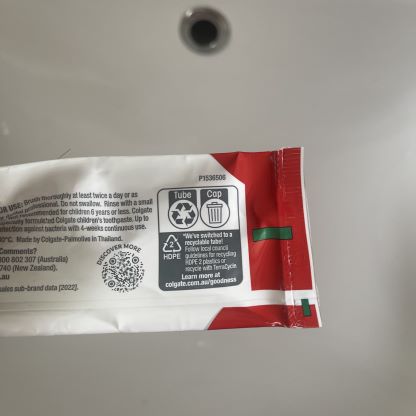 P1536506
FOR USE: Brush thoroughly at least twice a day or as
professional. Do not swallow. Rinse with a small
recommended for children 6 years or less. Colgate
formulated Colgate children's toothpaste. Up to
protection against bacteria with 4-weeks continuous use.
30°C. Made by Colgate-Palmolive in Thailand.
Comments?
800 802 307 (Australia)
740 (New Zealand).
.au
sales sub-brand data [2022].
DISCOVER MORE
Tube Cap
2
HDPE
*We've switched to a
recyclable tube!
Follow local council
guidelines for recycling
HDPE 2 plastics or
recycle with TerraCycle.
Learn more at
colgate.com.au/goodness